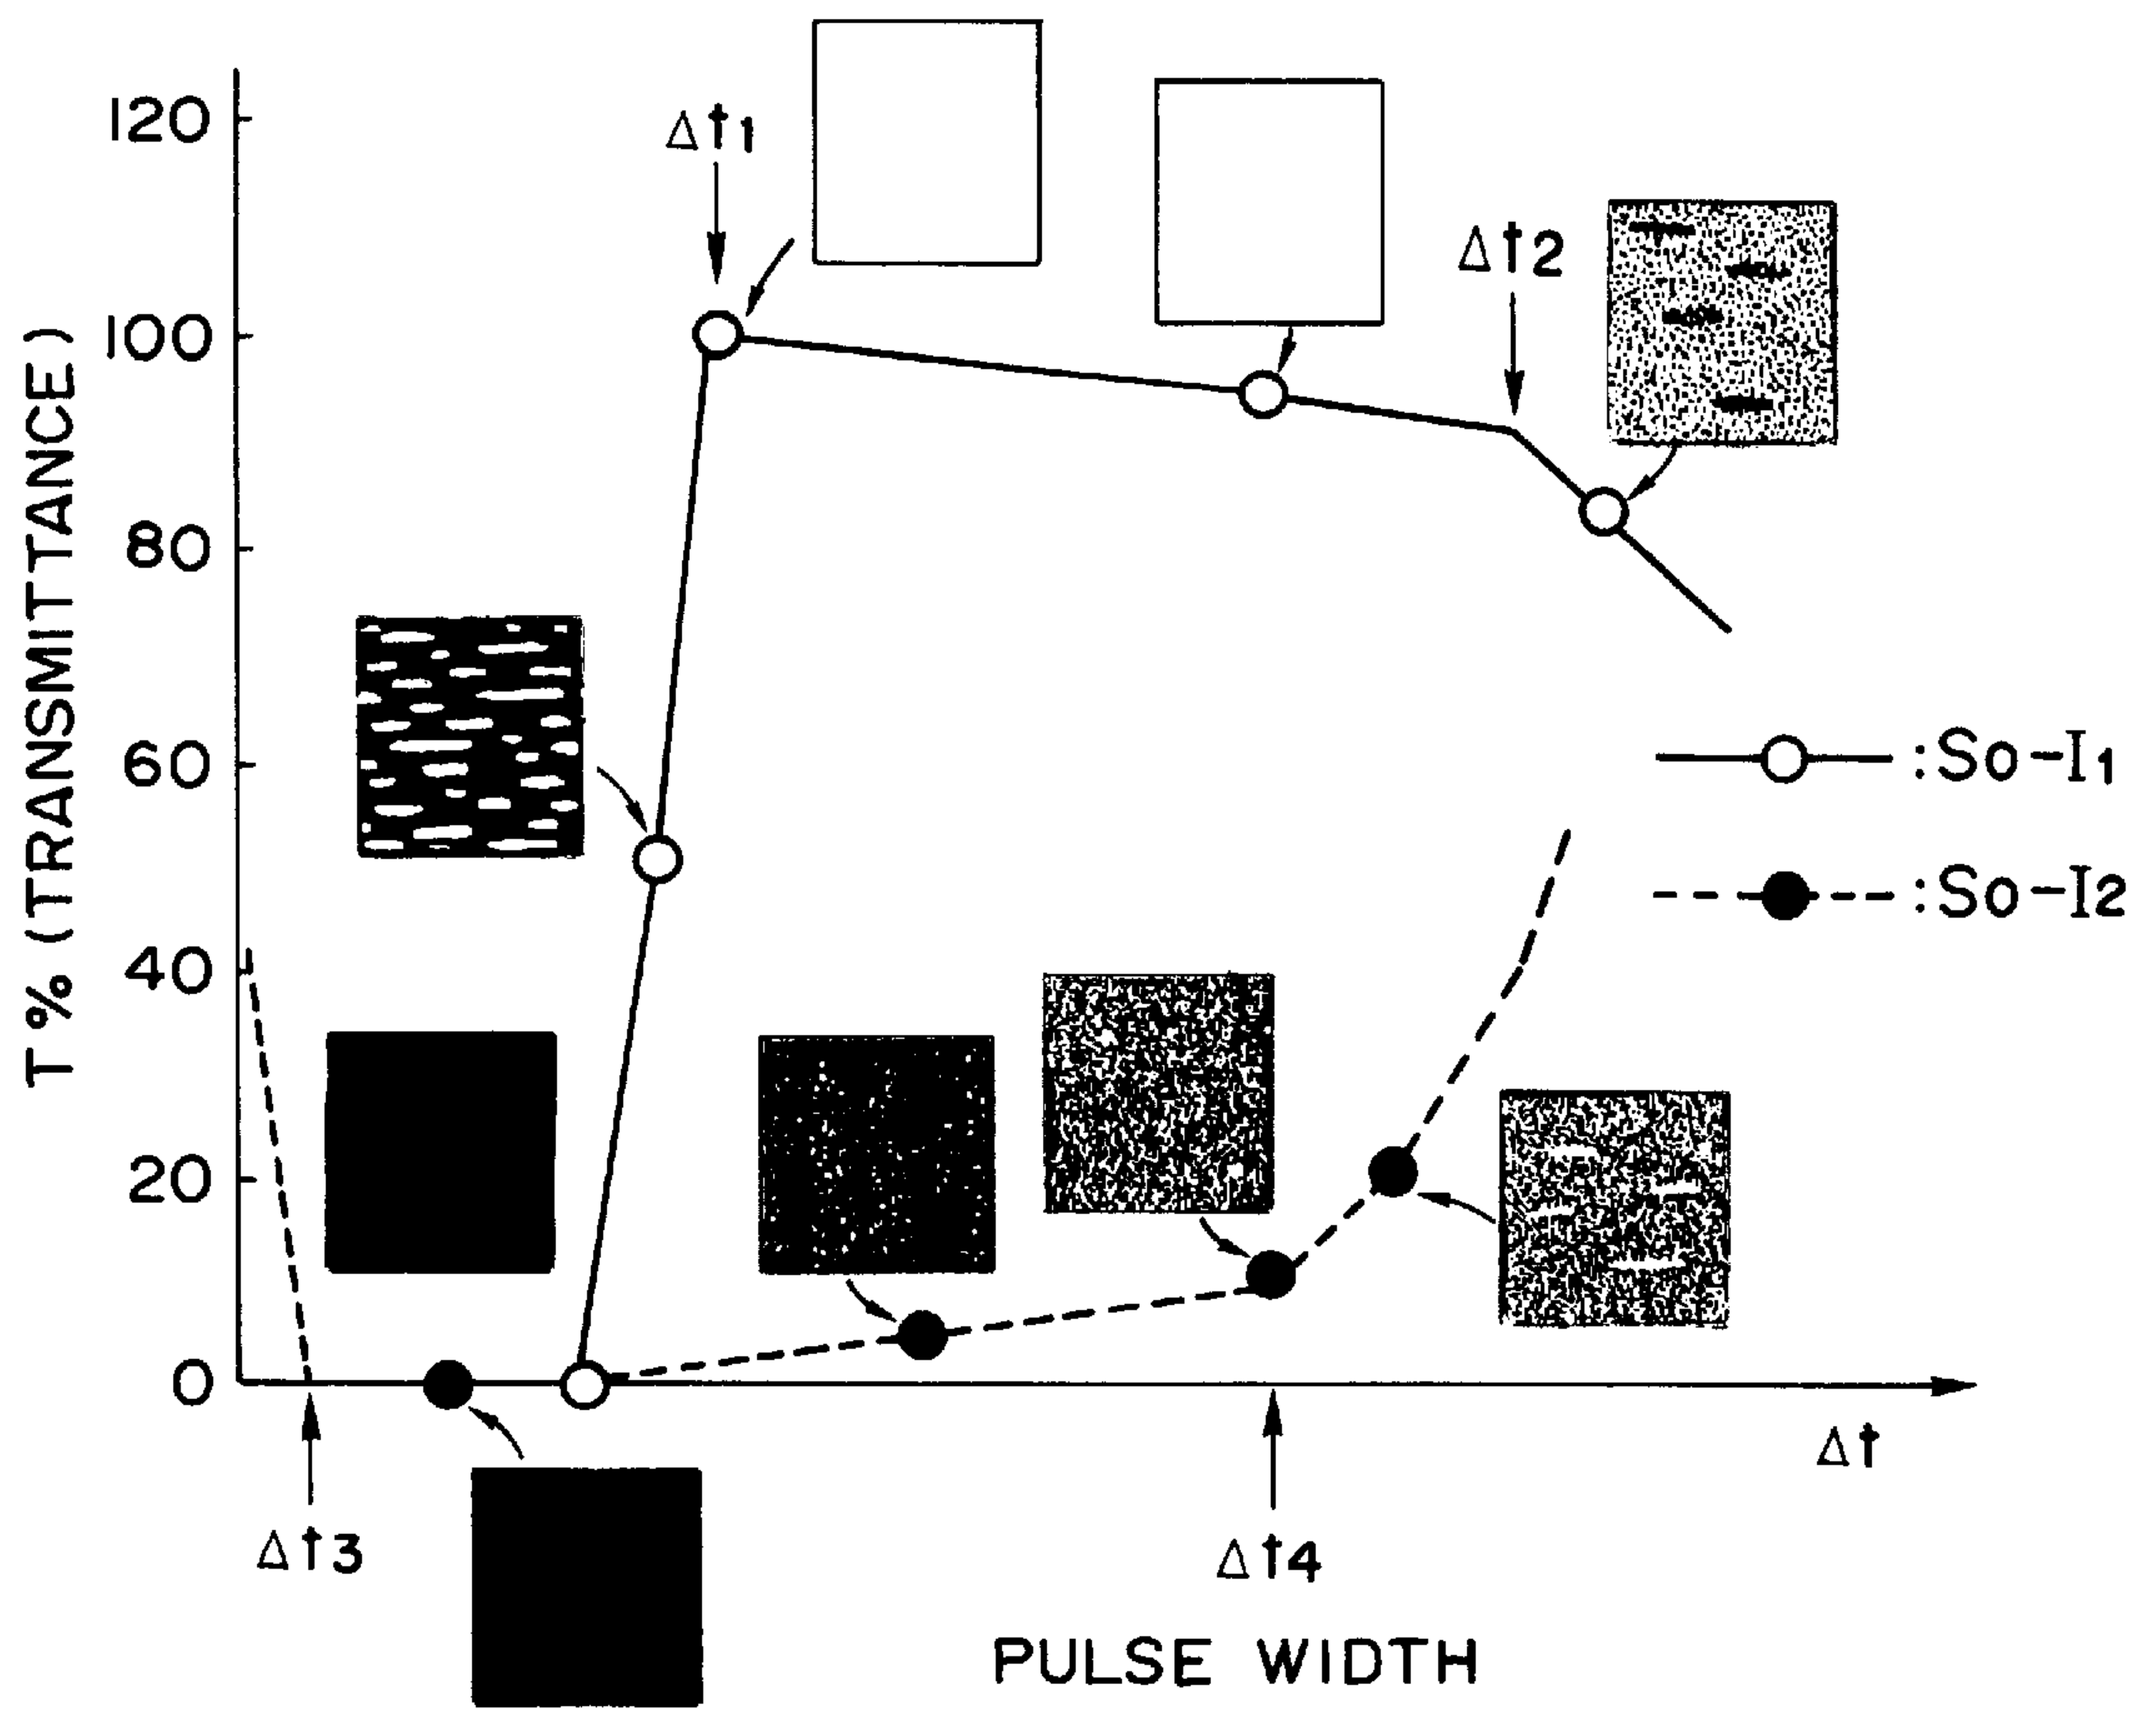 T % (TRANSMITTANCE)
120
100
80
60
40
20
0
Δt1
Δt2
:So-I1
:So-I2
Δt3
Δt4
Δt
PULSE WIDTH